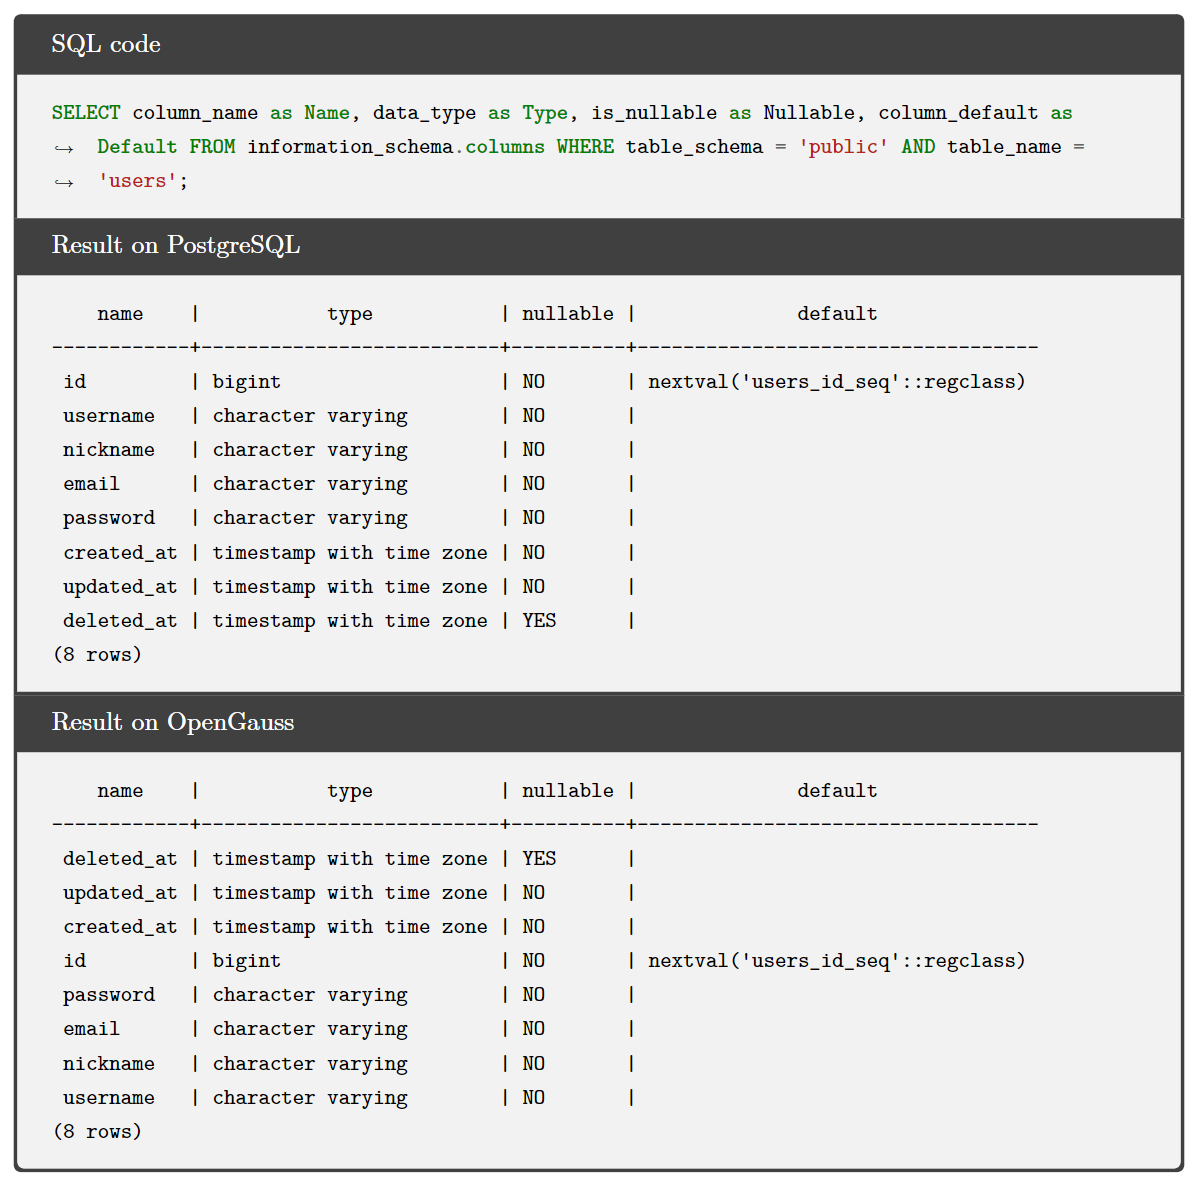 SQL code
SELECT column_name as Name, data_type as Type, is_nullable as Nullable, column_default as
↪  Default FROM information_schema.columns WHERE table_schema = 'public' AND table_name =
↪  'users';
Result on PostgreSQL
    name    |           type           | nullable |              default
------------+--------------------------+----------+-----------------------------------
 id         | bigint                   | NO       | nextval('users_id_seq'::regclass)
 username   | character varying        | NO       |
 nickname   | character varying        | NO       |
 email      | character varying        | NO       |
 password   | character varying        | NO       |
 created_at | timestamp with time zone | NO       |
 updated_at | timestamp with time zone | NO       |
 deleted_at | timestamp with time zone | YES      |
(8 rows)
Result on OpenGauss
    name    |           type           | nullable |              default
------------+--------------------------+----------+-----------------------------------
 deleted_at | timestamp with time zone | YES      |
 updated_at | timestamp with time zone | NO       |
 created_at | timestamp with time zone | NO       |
 id         | bigint                   | NO       | nextval('users_id_seq'::regclass)
 password   | character varying        | NO       |
 email      | character varying        | NO       |
 nickname   | character varying        | NO       |
 username   | character varying        | NO       |
(8 rows)